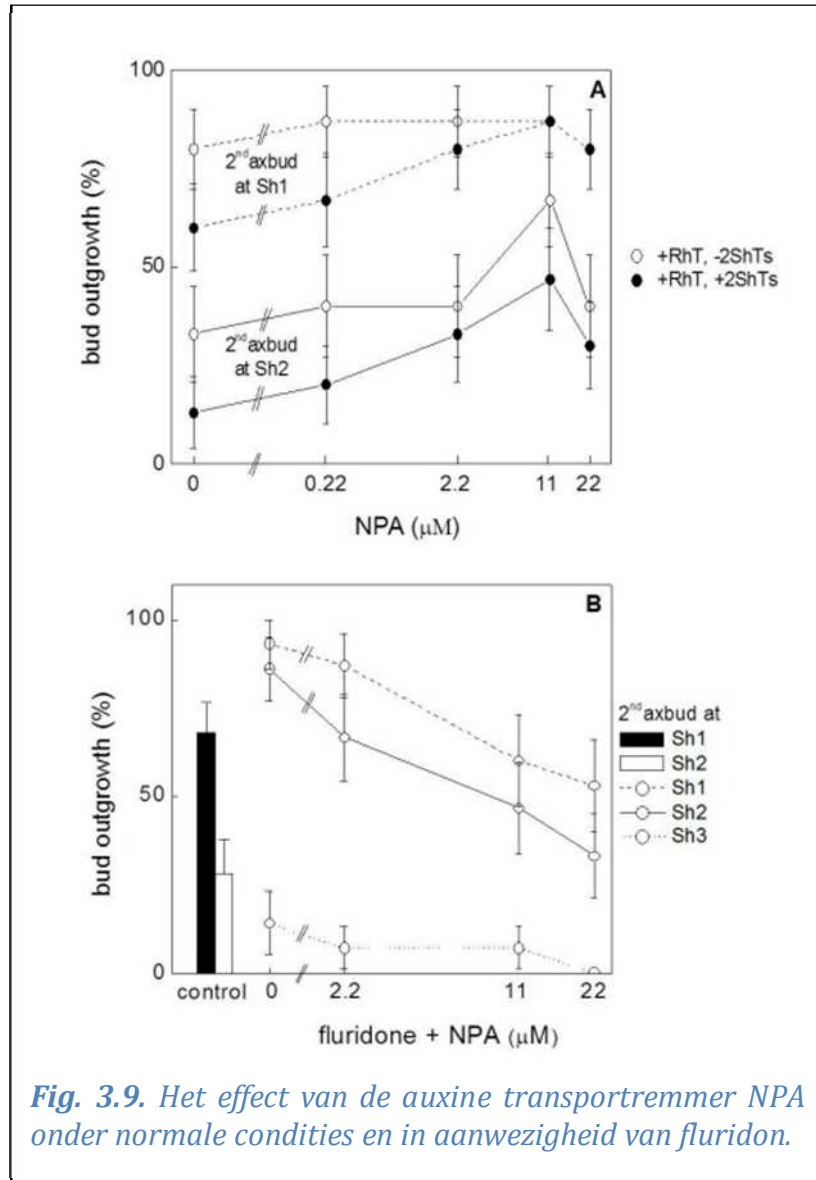 100
A
2nd axbud
at Sh1
bud outgrowth (%)
50
+RhT, -2ShTs
+RhT, +2ShTs
2nd axbud
at Sh2
0
0 0.22 2.2 11 22
NPA (µM)
B
100
2nd axbud at
Sh1
Sh2
Sh1
Sh2
Sh3
bud outgrowth (%)
50
0
control 0 2.2 11 22
fluridone + NPA (µM)
Fig. 3.9. Het effect van de auxine transportremmer NPA
onder normale condities en in aanwezigheid van fluridon.